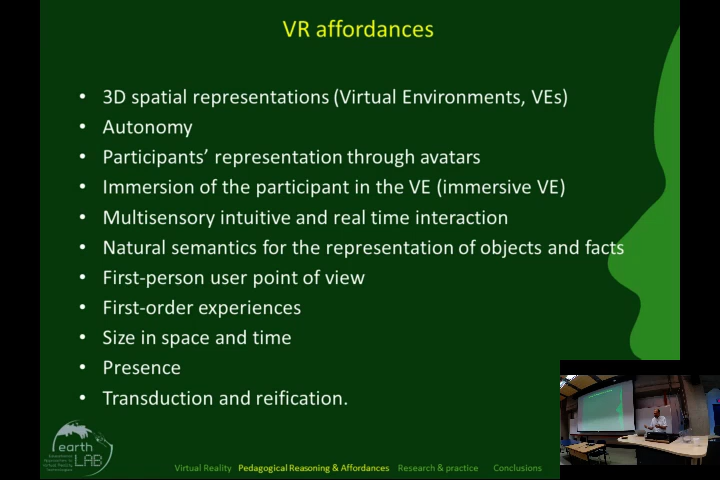 VR affordances
• 3D spatial representations (Virtual Environments, VEs)
• Autonomy
• Participants’ representation through avatars
• Immersion of the participant in the VE (immersive VE)
• Multisensory intuitive and real time interaction
• Natural semantics for the representation of objects and facts
• First-person user point of view
• First-order experiences
• Size in space and time
• Presence
• Transduction and reification.
earth
LAB
Educational
Approaches to
Virtual Reality
Technologies
Virtual Reality Pedagogical Reasoning & Affordances Research & practice Conclusions